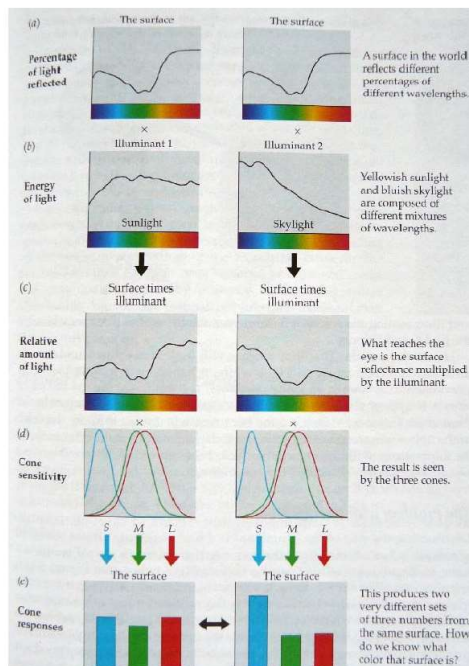 (a)
The surface
The surface
Percentage
of light
reflected
A surface in the world
reflects different
percentages of
different wavelengths.
×
×
(b)
Illuminant 1
Illuminant 2
Energy
of light
Sunlight
Skylight
Yellowish sunlight
and bluish skylight
are composed of
different mixtures
of wavelengths.
(c)
Surface times
illuminant
Surface times
illuminant
Relative
amount
of light
What reaches the
eye is the surface
reflectance multiplied
by the illuminant.
×
×
(d)
Cone
sensitivity
The result is seen
by the three cones.
S M L
S M L
(e)
The surface
The surface
Cone
responses
This produces two
very different sets
of three numbers from
the same surface. How
do we know what
color that surface is?